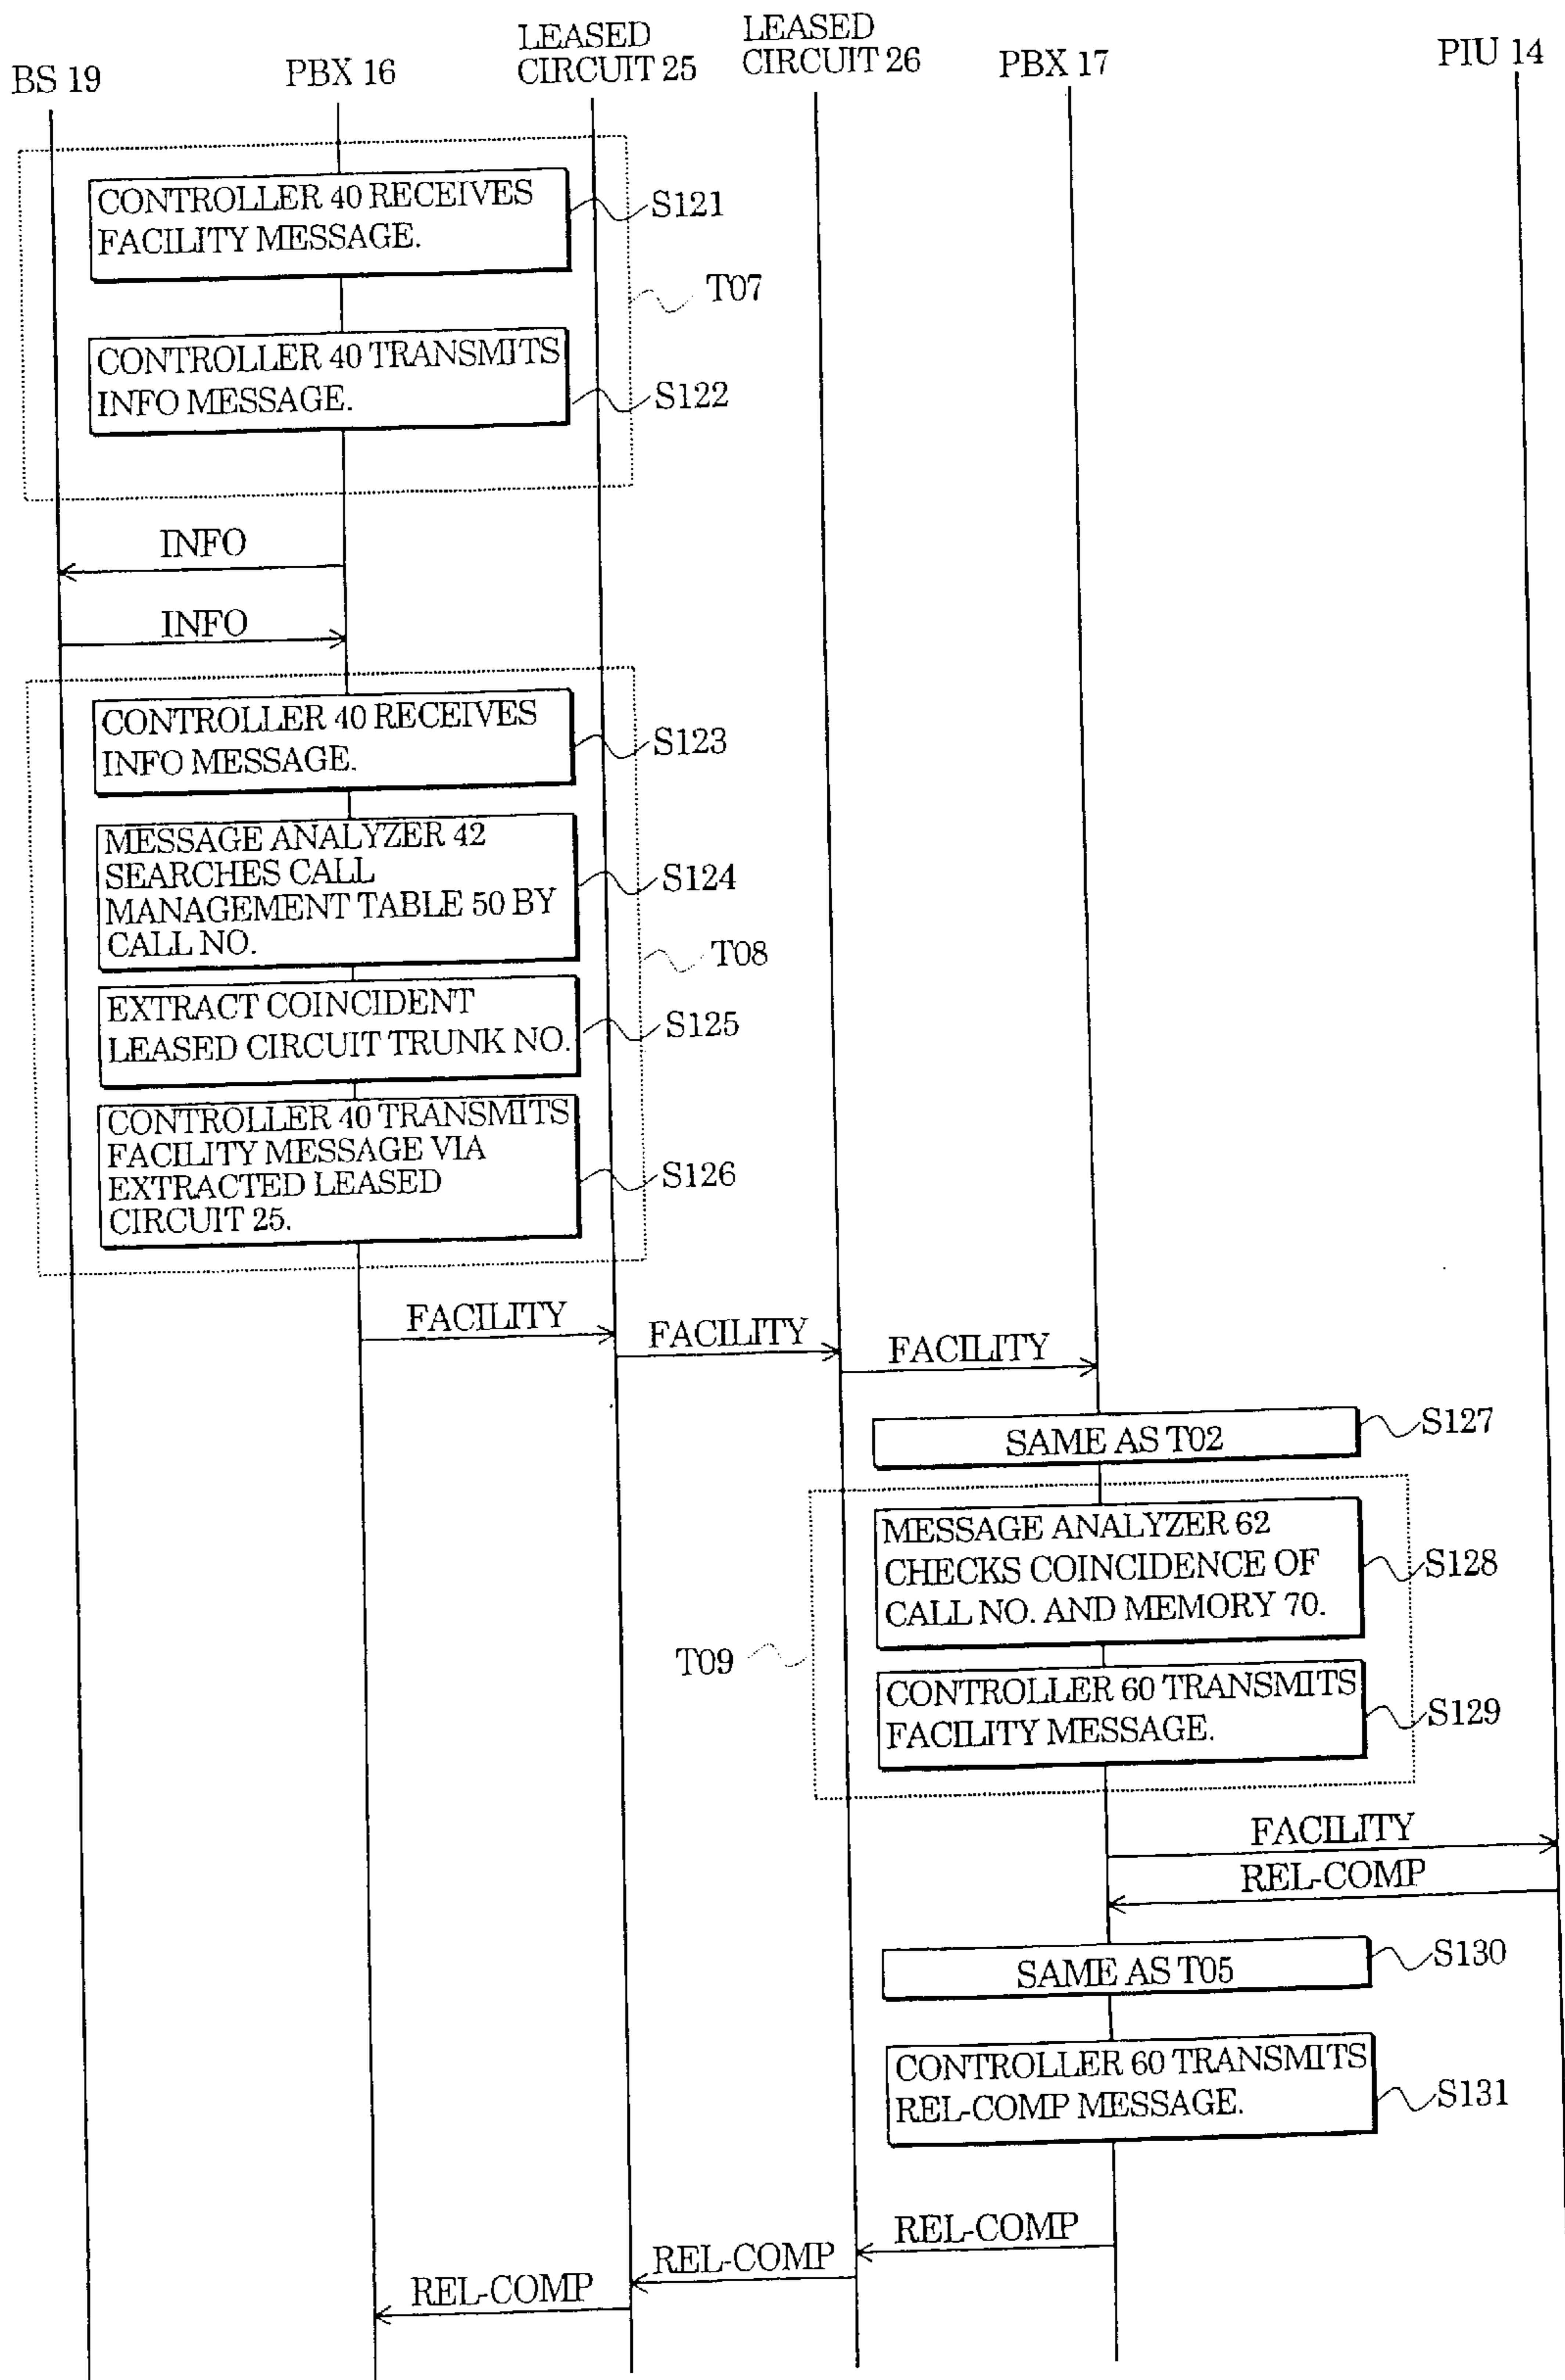 BS 19
PBX 16
LEASED
CIRCUIT 25
LEASED
CIRCUIT 26
PBX 17
PIU 14
CONTROLLER 40 RECEIVES
FACILITY MESSAGE.
S121
T07
CONTROLLER 40 TRANSMITS
INFO MESSAGE.
S122
INFO
INFO
CONTROLLER 40 RECEIVES
INFO MESSAGE.
S123
MESSAGE ANALYZER 42
SEARCHES CALL
MANAGEMENT TABLE 50 BY
CALL NO.
S124
T08
EXTRACT COINCIDENT
LEASED CIRCUIT TRUNK NO.
S125
CONTROLLER 40 TRANSMITS
FACILITY MESSAGE VIA
EXTRACTED LEASED
CIRCUIT 25.
S126
FACILITY
FACILITY
FACILITY
SAME AS T02
S127
MESSAGE ANALYZER 62
CHECKS COINCIDENCE OF
CALL NO. AND MEMORY 70.
S128
T09
CONTROLLER 60 TRANSMITS
FACILITY MESSAGE.
S129
FACILITY
REL-COMP
SAME AS T05
S130
CONTROLLER 60 TRANSMITS
REL-COMP MESSAGE.
S131
REL-COMP
REL-COMP
REL-COMP